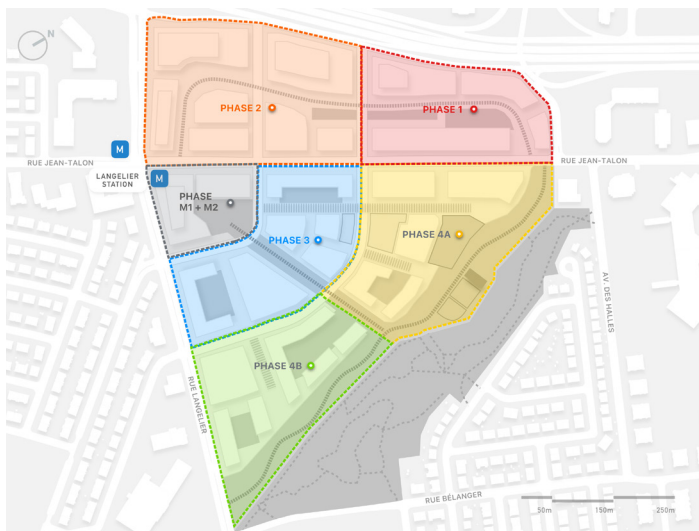 N
PHASE 2
PHASE 1
M
RUE JEAN-TALON
RUE JEAN-TALON
LANGELIER
STATION
M
PHASE
M1 + M2
PHASE 3
PHASE 4A
AV. DES HALLES
PHASE 4B
RUE LANGELIER
RUE BÉLANGER
50m
150m
250m